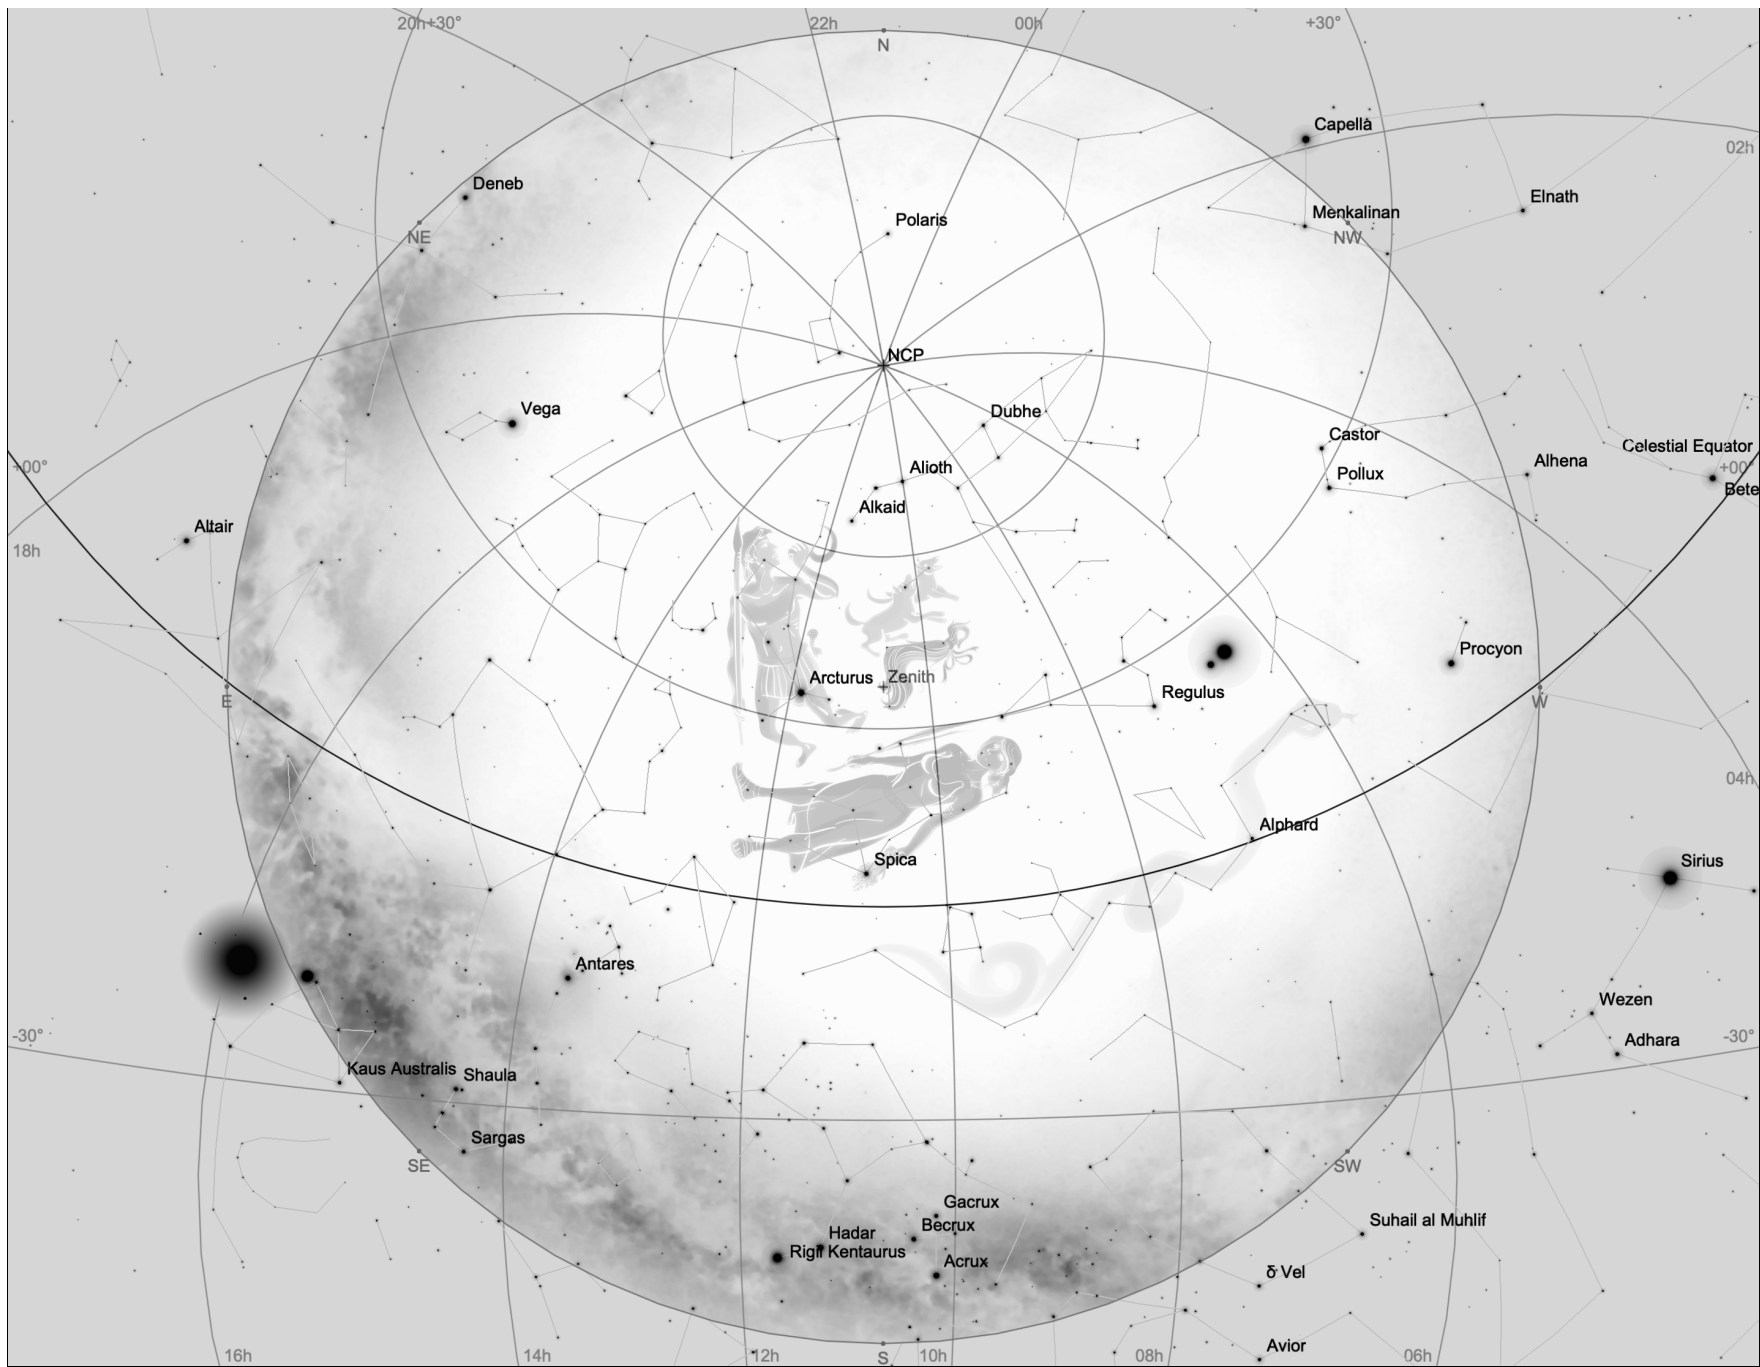 20h+30°
22h
00h
+30°
N
Capella
02h
Deneb
Elnath
Polaris
Menkalinan
NE
NW
NCP
Vega
Dubhe
Castor
Celestial Equator
+00°
Alioth
Alhena
+00°
Pollux
Bete
Alkaid
Altair
18h
Procyon
Arcturus
Zenith
Regulus
E
W
04h
Alphard
Spica
Sirius
Antares
Wezen
-30°
-30°
Adhara
Kaus Australis
Shaula
Sargas
SE
SW
Gacrux
Becrux
Suhail al Muhlif
Hadar
Rigil Kentaurus
Acrux
δ Vel
Avior
16h
14h
12h
S
10h
08h
06h